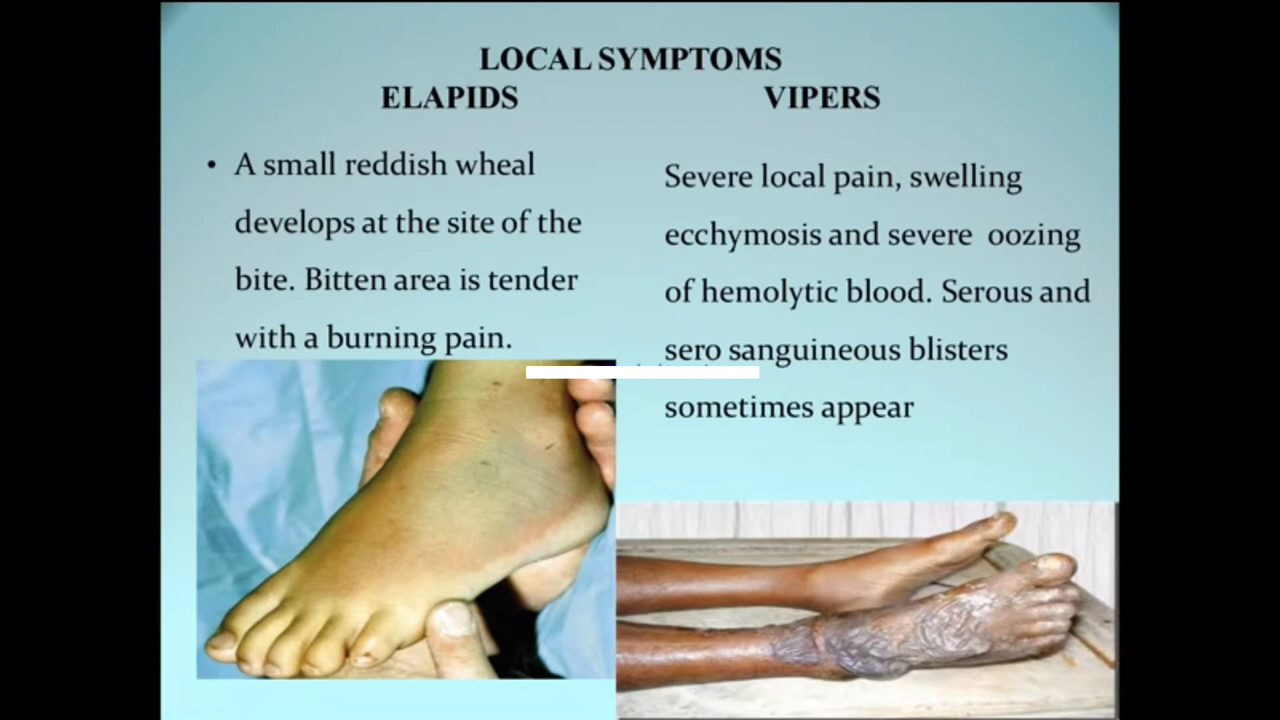 LOCAL SYMPTOMS
ELAPIDS
VIPERS
• A small reddish wheal
develops at the site of the
bite. Bitten area is tender
with a burning pain.
Severe local pain, swelling
ecchymosis and severe oozing
of hemolytic blood. Serous and
sero sanguineous blisters
sometimes appear